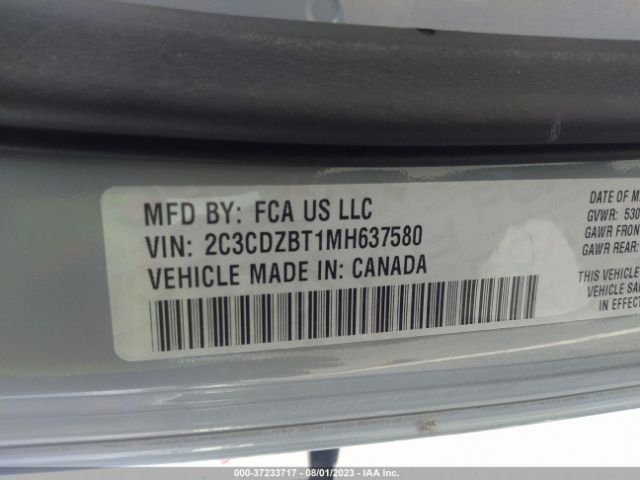 MFD BY: FCA US LLC
VIN: 2C3CDZBT1MH637580
VEHICLE MADE IN: CANADA
DATE OF M
GVWR: 530
GAWR FRON
GAWR REAR:
THIS VEHICLE
VEHICLE SA
IN EFFECT
000-37233717 - 08/01/2023 - IAA Inc.